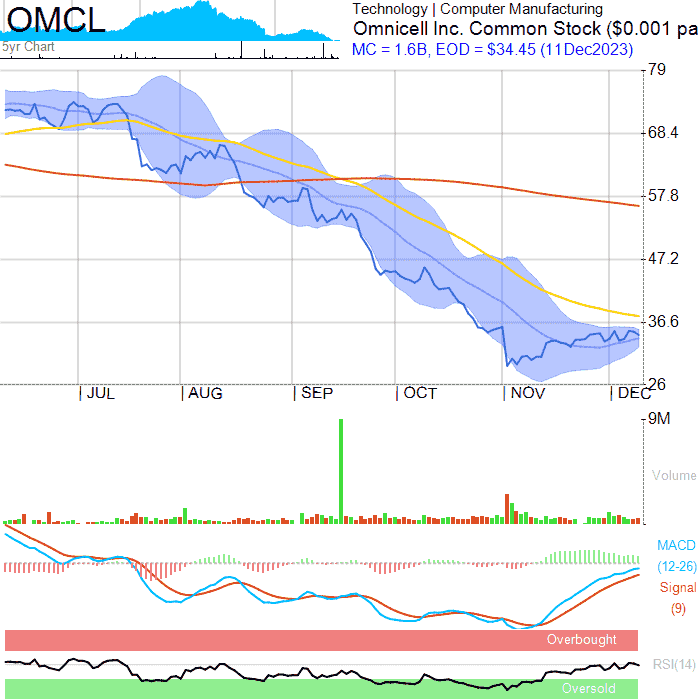 OMCL
5yr Chart
Technology | Computer Manufacturing
Omnicell Inc. Common Stock ($0.001 pa
MC = 1.6B, EOD = $34.45 (11Dec2023)
79
68.4
57.8
47.2
36.6
26
| JUL | AUG | SEP | OCT | NOV | DEC
9M
Volume
MACD
(12-26)
Signal
(9)
Overbought
RSI(14)
Oversold